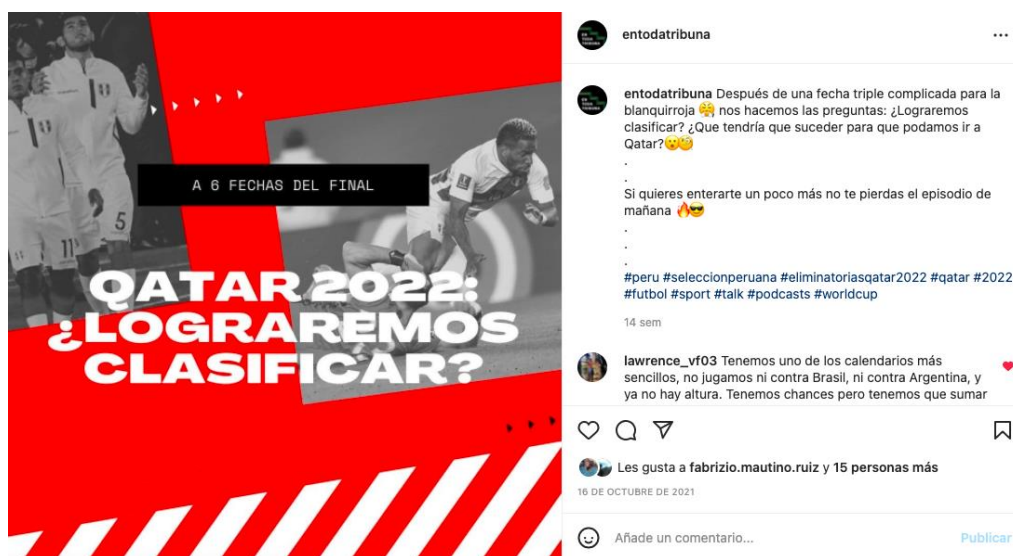 A 6 FECHAS DEL FINAL
QATAR 2022:
¿LOGRAREMOS
CLASIFICAR?
5
11
entodatribuna
entodatribuna Después de una fecha triple complicada para la
blanquirroja 😤 nos hacemos las preguntas: ¿Lograremos
clasificar? ¿Que tendría que suceder para que podamos ir a
Qatar?😮🧐
.
.
Si quieres enterarte un poco más no te pierdas el episodio de
mañana 🔥😎
.
.
.
#peru #seleccionperuana #eliminatoriasqatar2022 #qatar #2022
#futbol #sport #talk #podcasts #worldcup
14 sem
lawrence_vf03 Tenemos uno de los calendarios más
sencillos, no jugamos ni contra Brasil, ni contra Argentina, y
ya no hay altura. Tenemos chances pero tenemos que sumar
Les gusta a fabrizio.mautino.ruiz y 15 personas más
16 DE OCTUBRE DE 2021
Añade un comentario...
Publicar